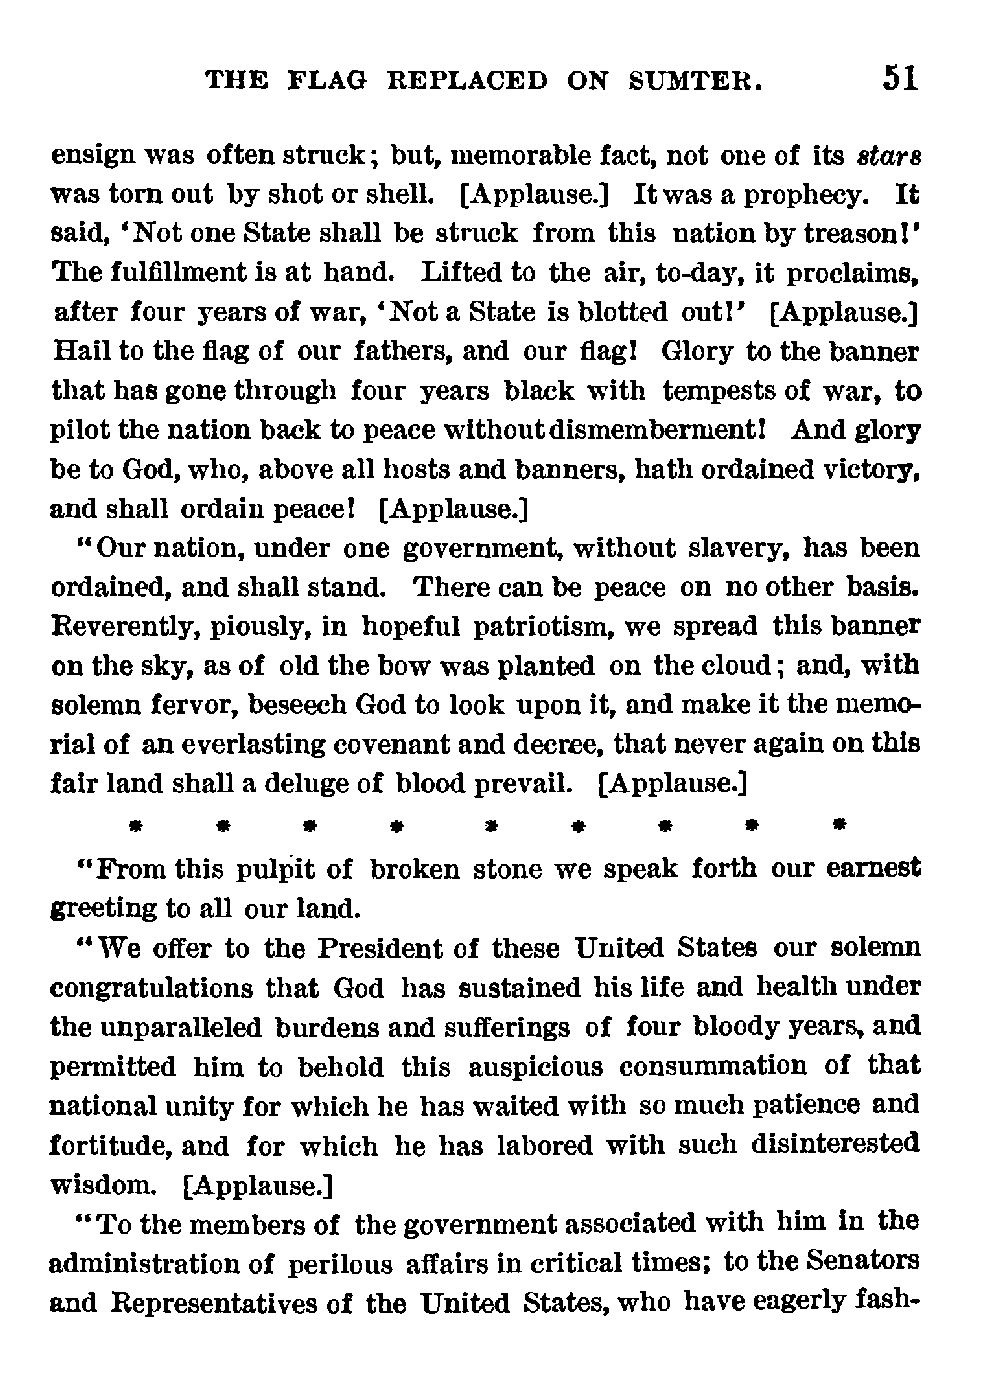 THE FLAG REPLACED ON SUMTER. 51
ensign was often struck; but, memorable fact, not one of its stars
was torn out by shot or shell. [Applause.] It was a prophecy. It
said, 'Not one State shall be struck from this nation by treason!'
The fulfillment is at hand. Lifted to the air, to-day, it proclaims,
after four years of war, 'Not a State is blotted out!' [Applause.]
Hail to the flag of our fathers, and our flag! Glory to the banner
that has gone through four years black with tempests of war, to
pilot the nation back to peace without dismemberment! And glory
be to God, who, above all hosts and banners, hath ordained victory,
and shall ordain peace! [Applause.]
"Our nation, under one government, without slavery, has been
ordained, and shall stand. There can be peace on no other basis.
Reverently, piously, in hopeful patriotism, we spread this banner
on the sky, as of old the bow was planted on the cloud; and, with
solemn fervor, beseech God to look upon it, and make it the memo-
rial of an everlasting covenant and decree, that never again on this
fair land shall a deluge of blood prevail. [Applause.]
* * * * * * * * *
"From this pulpit of broken stone we speak forth our earnest
greeting to all our land.
"We offer to the President of these United States our solemn
congratulations that God has sustained his life and health under
the unparalleled burdens and sufferings of four bloody years, and
permitted him to behold this auspicious consummation of that
national unity for which he has waited with so much patience and
fortitude, and for which he has labored with such disinterested
wisdom. [Applause.]
"To the members of the government associated with him in the
administration of perilous affairs in critical times; to the Senators
and Representatives of the United States, who have eagerly fash-